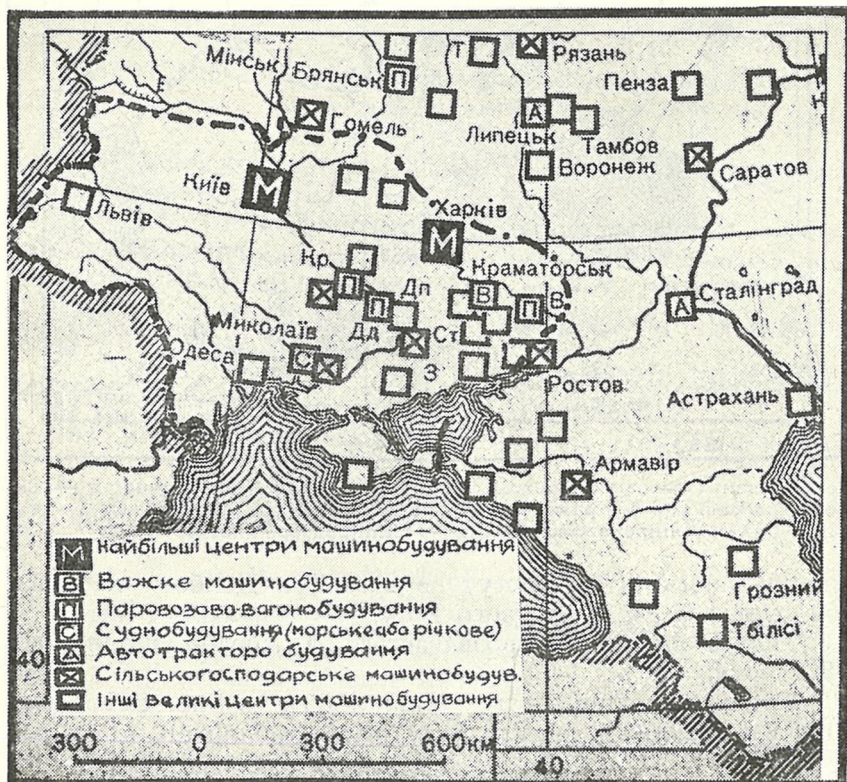 Т
Рязань
Мінськ
Брянськ
П
Пенза
А
Гомель
Липецьк
Тамбов
Воронеж
Саратов
Київ
М
Львів
Харків
М
Кр.
П
Краматорськ
В
П
Дп
П
В.
А
Сталінград
Дд
Ст
Миколаїв
Одеса
С
З
Ростов
Астрахань
Армавір
Грозний
Тбілісі
М Найбільші центри машинобудування
В Важке машинобудування
П Паровозово-вагонобудування
С Суднобудування (морське або річкове)
А Автотракторо будування
Сільськогосподарське машинобудув.
Інші великі центри машинобудування
40
300 0 300 600км
40